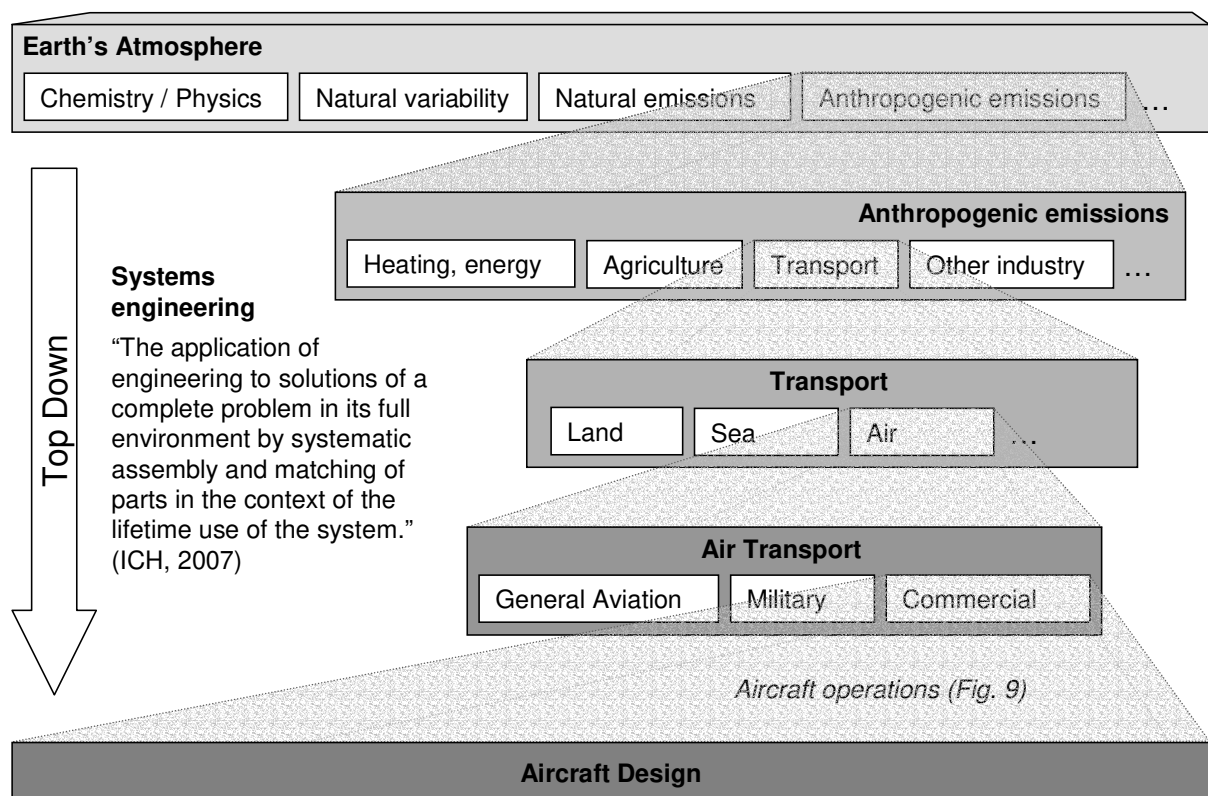 Earth’s Atmosphere
Chemistry / Physics
Natural variability
Natural emissions
Anthropogenic emissions
…
Anthropogenic emissions
Heating, energy
Agriculture
Transport
Other industry
…
Top Down
Systems
engineering
“The application of
engineering to solutions of a
complete problem in its full
environment by systematic
assembly and matching of
parts in the context of the
lifetime use of the system.”
(ICH, 2007)
Transport
Land
Sea
Air
…
Air Transport
General Aviation
Military
Commercial
Aircraft operations (Fig. 9)
Aircraft Design